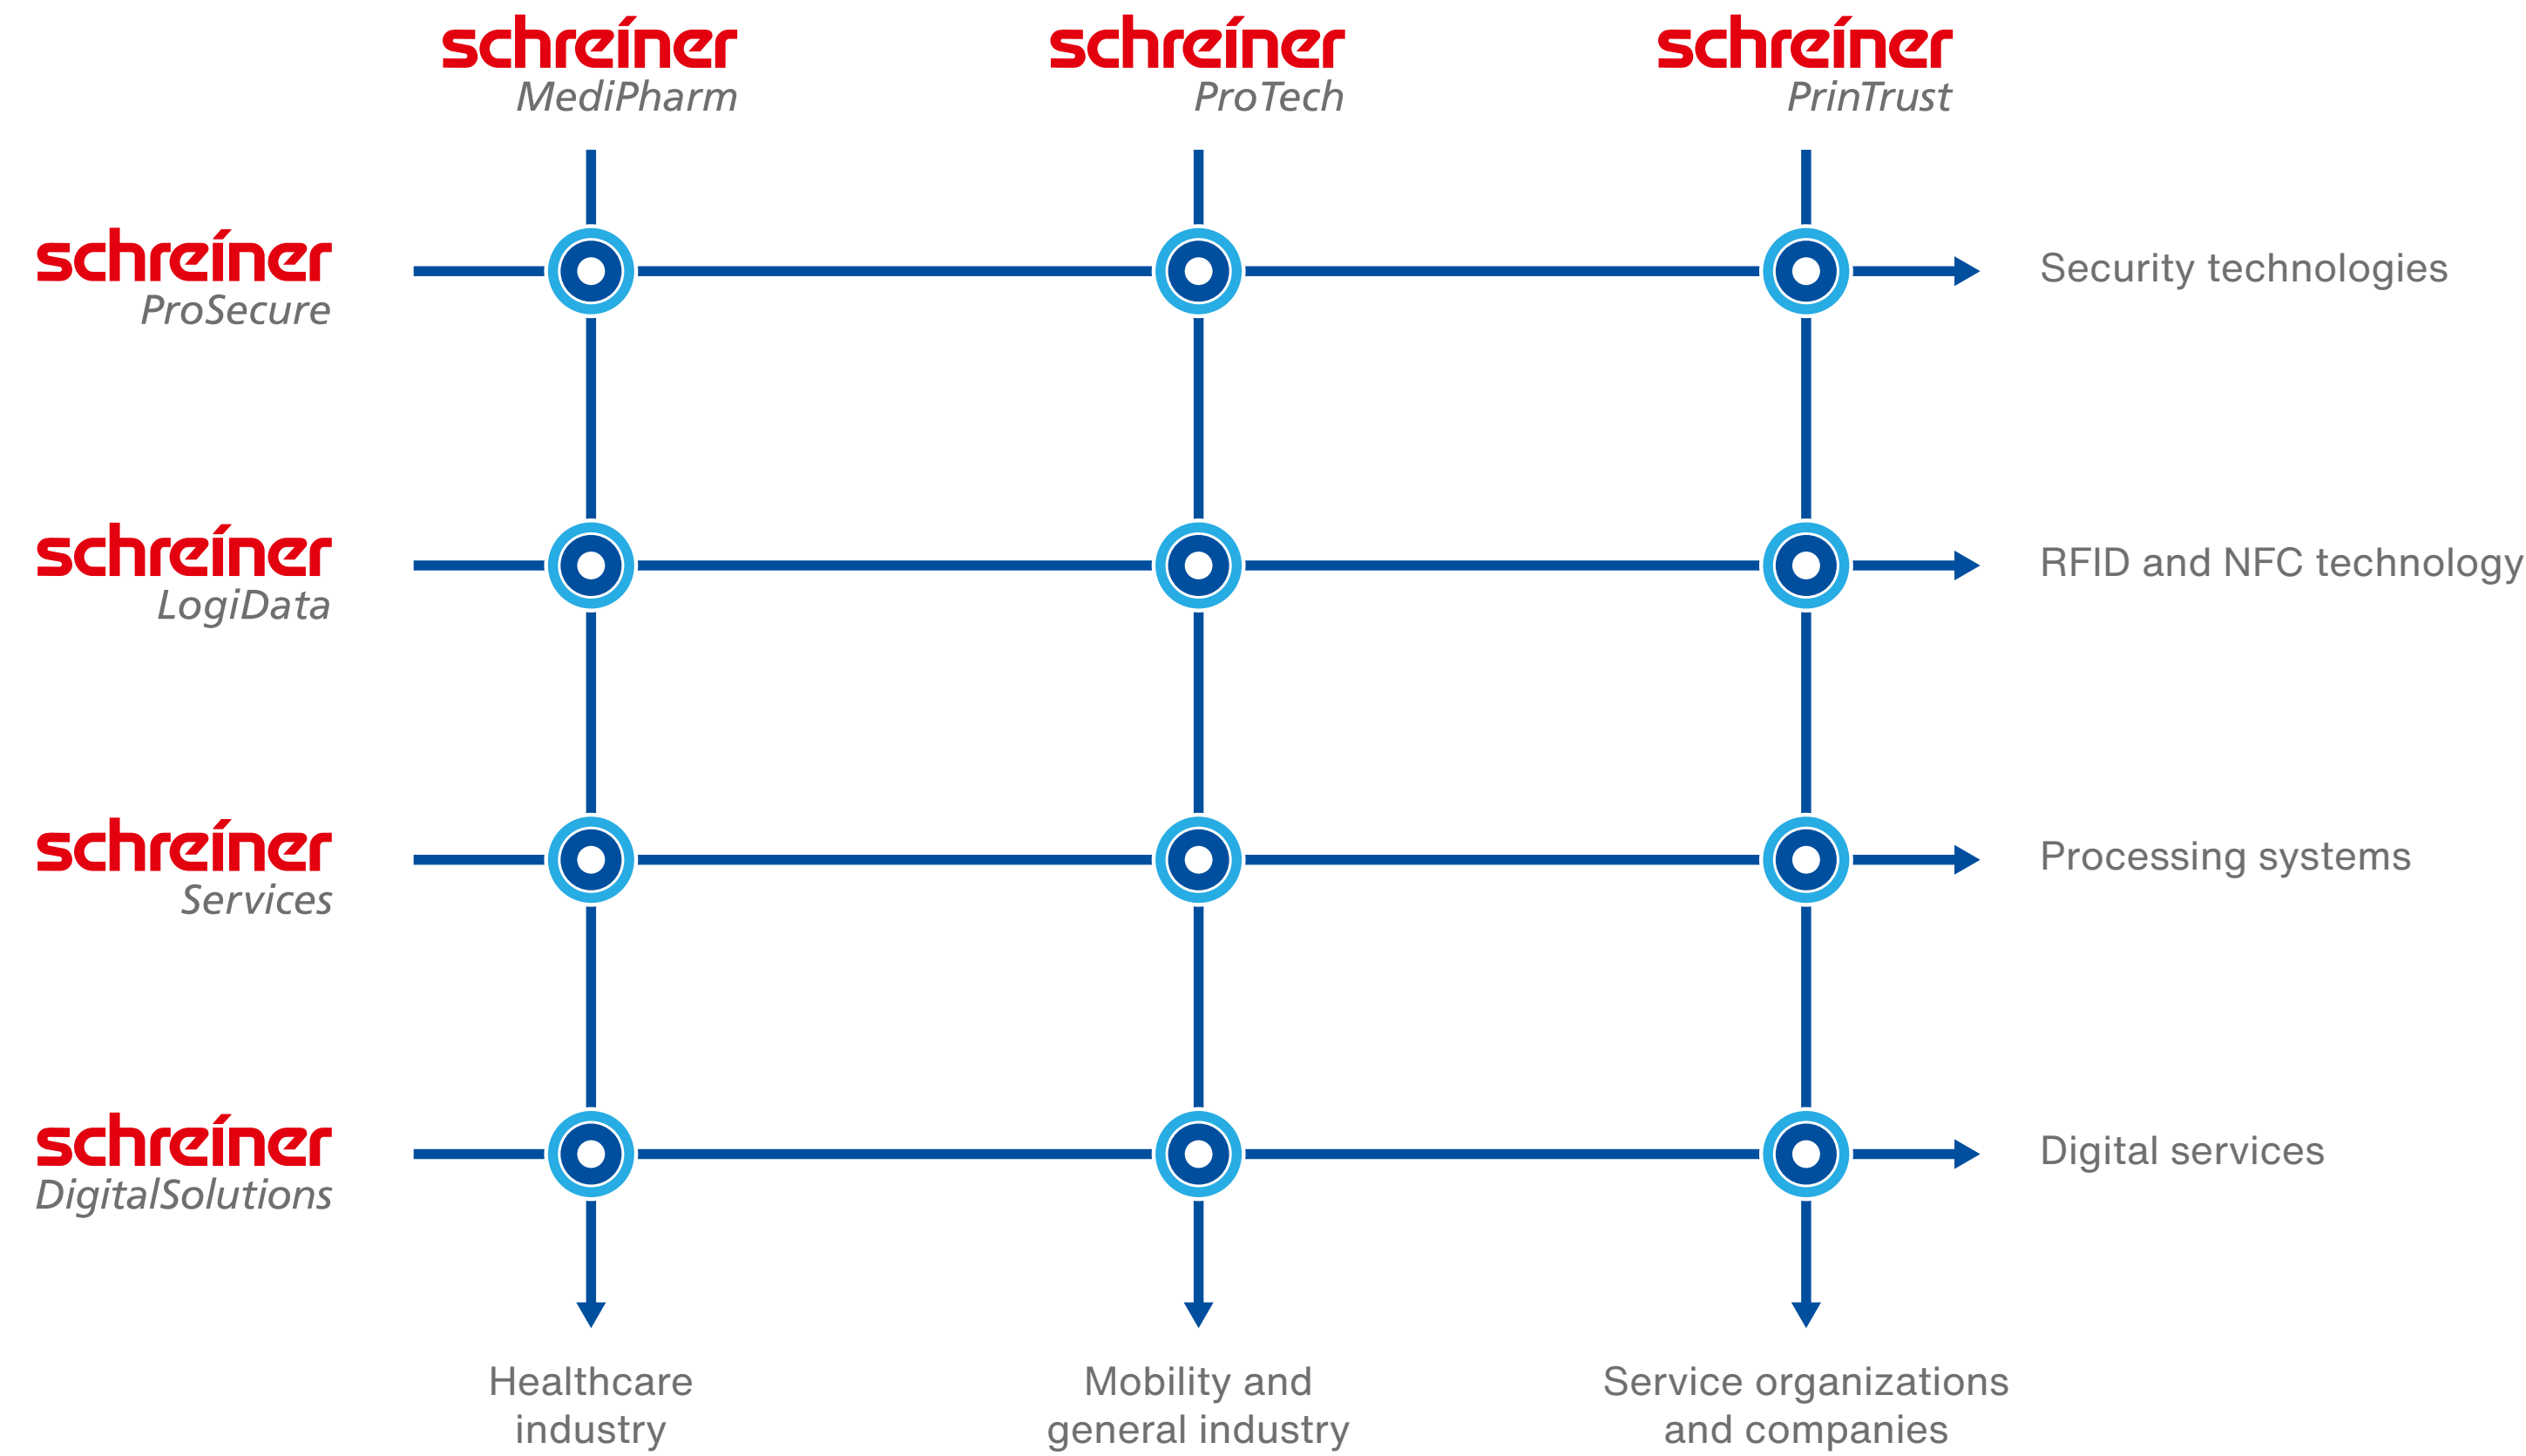 schreiner
MediPharm
schreiner
ProTech
schreiner
PrinTrust
schreiner
ProSecure
Security technologies
schreiner
LogiData
RFID and NFC technology
schreiner
Services
Processing systems
schreiner
DigitalSolutions
Digital services
Healthcare
industry
Mobility and
general industry
Service organizations
and companies